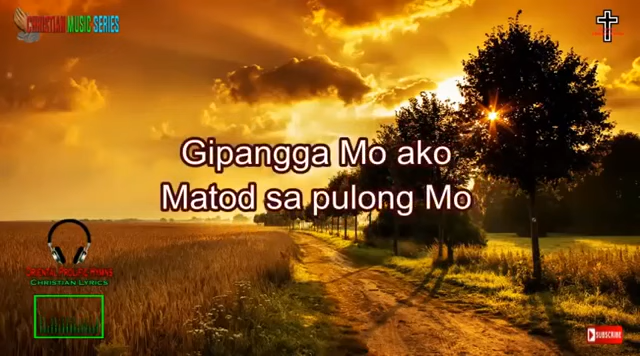 CHRISTIAN MUSIC SERIES
Gipangga Mo ako
Matod sa pulong Mo
CHRISTIAN LYRICS
SUBSCRIBE